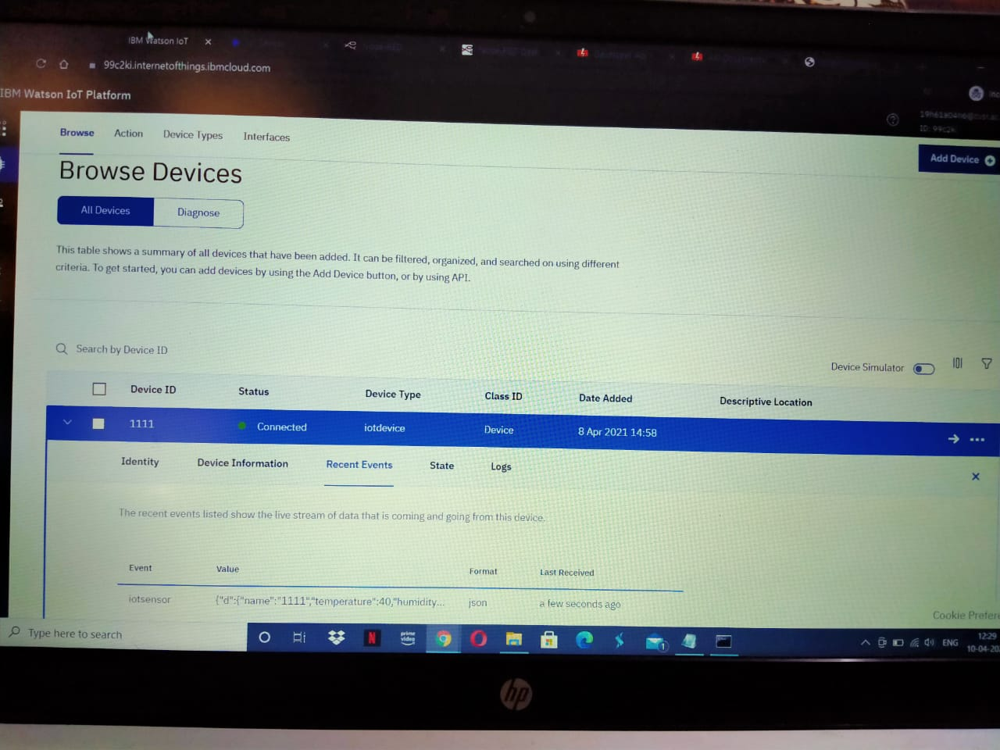 IBM Watson IoT
99c2ki.internetofthings.ibmcloud.com
IBM Watson IoT Platform
ID: 99c2ki
Browse Action Device Types Interfaces
Add Device
Browse Devices
All Devices Diagnose
This table shows a summary of all devices that have been added. It can be filtered, organized, and searched on using different
criteria. To get started, you can add devices by using the Add Device button, or by using API.
Search by Device ID
Device Simulator
Device ID Status Device Type Class ID Date Added Descriptive Location
1111 Connected iotdevice Device 8 Apr 2021 14:58
Identity Device Information Recent Events State Logs
The recent events listed show the live stream of data that is coming and going from this device.
Event Value Format Last Received
iotsensor {"d":{"name":"1111","temperature":40,"humidity... json a few seconds ago
Cookie Prefere
Type here to search
N
prime
video
1
ENG
12:29
10-04-20
hp